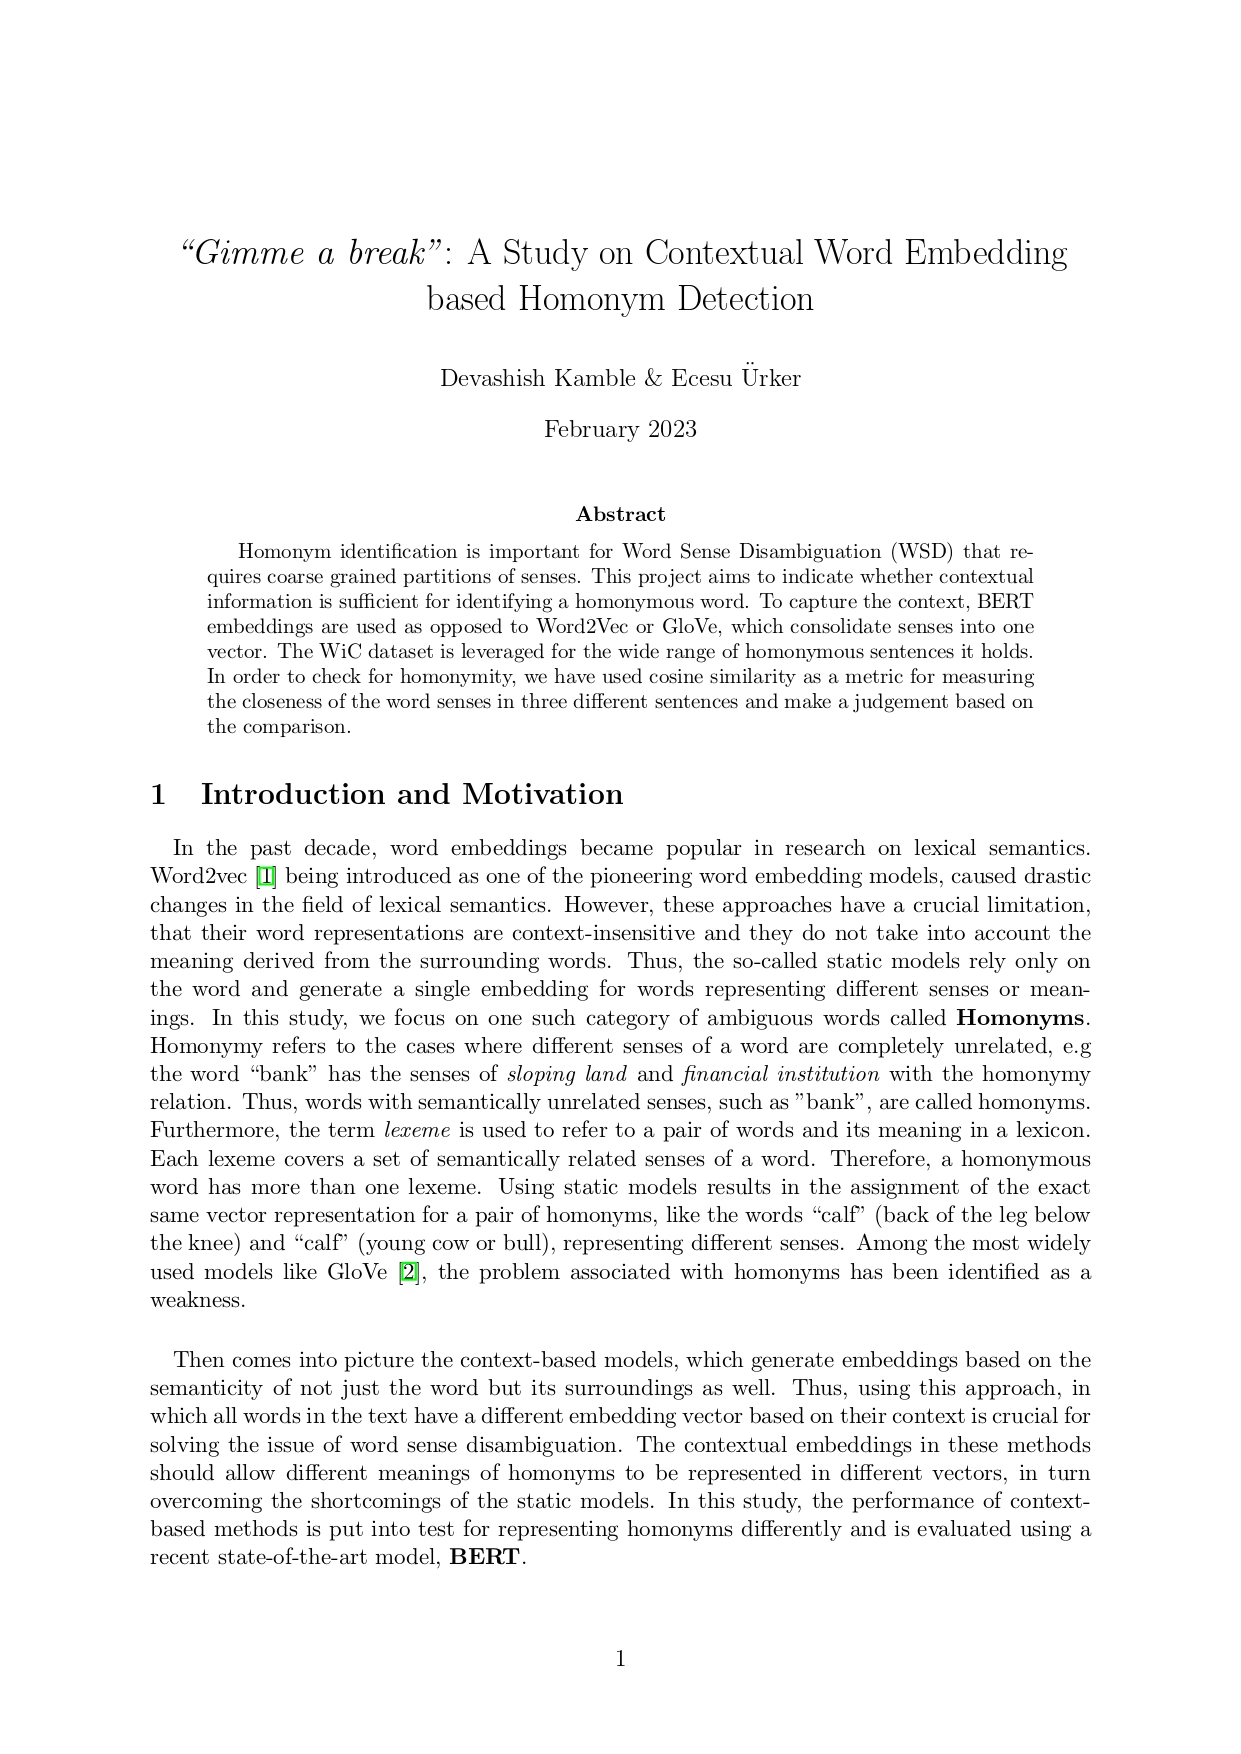 “Gimme a break”: A Study on Contextual Word Embedding
based Homonym Detection
Devashish Kamble & Ecesu Ürker
February 2023
Abstract
Homonym identification is important for Word Sense Disambiguation (WSD) that re-
quires coarse grained partitions of senses. This project aims to indicate whether contextual
information is sufficient for identifying a homonymous word. To capture the context, BERT
embeddings are used as opposed to Word2Vec or GloVe, which consolidate senses into one
vector. The WiC dataset is leveraged for the wide range of homonymous sentences it holds.
In order to check for homonymity, we have used cosine similarity as a metric for measuring
the closeness of the word senses in three different sentences and make a judgement based on
the comparison.
1 Introduction and Motivation
In the past decade, word embeddings became popular in research on lexical semantics.
Word2vec [1] being introduced as one of the pioneering word embedding models, caused drastic
changes in the field of lexical semantics. However, these approaches have a crucial limitation,
that their word representations are context-insensitive and they do not take into account the
meaning derived from the surrounding words. Thus, the so-called static models rely only on
the word and generate a single embedding for words representing different senses or mean-
ings. In this study, we focus on one such category of ambiguous words called Homonyms.
Homonymy refers to the cases where different senses of a word are completely unrelated, e.g
the word “bank” has the senses of sloping land and financial institution with the homonymy
relation. Thus, words with semantically unrelated senses, such as ”bank”, are called homonyms.
Furthermore, the term lexeme is used to refer to a pair of words and its meaning in a lexicon.
Each lexeme covers a set of semantically related senses of a word. Therefore, a homonymous
word has more than one lexeme. Using static models results in the assignment of the exact
same vector representation for a pair of homonyms, like the words “calf” (back of the leg below
the knee) and “calf” (young cow or bull), representing different senses. Among the most widely
used models like GloVe [2], the problem associated with homonyms has been identified as a
weakness.
Then comes into picture the context-based models, which generate embeddings based on the
semanticity of not just the word but its surroundings as well. Thus, using this approach, in
which all words in the text have a different embedding vector based on their context is crucial for
solving the issue of word sense disambiguation. The contextual embeddings in these methods
should allow different meanings of homonyms to be represented in different vectors, in turn
overcoming the shortcomings of the static models. In this study, the performance of context-
based methods is put into test for representing homonyms differently and is evaluated using a
recent state-of-the-art model, BERT.
1